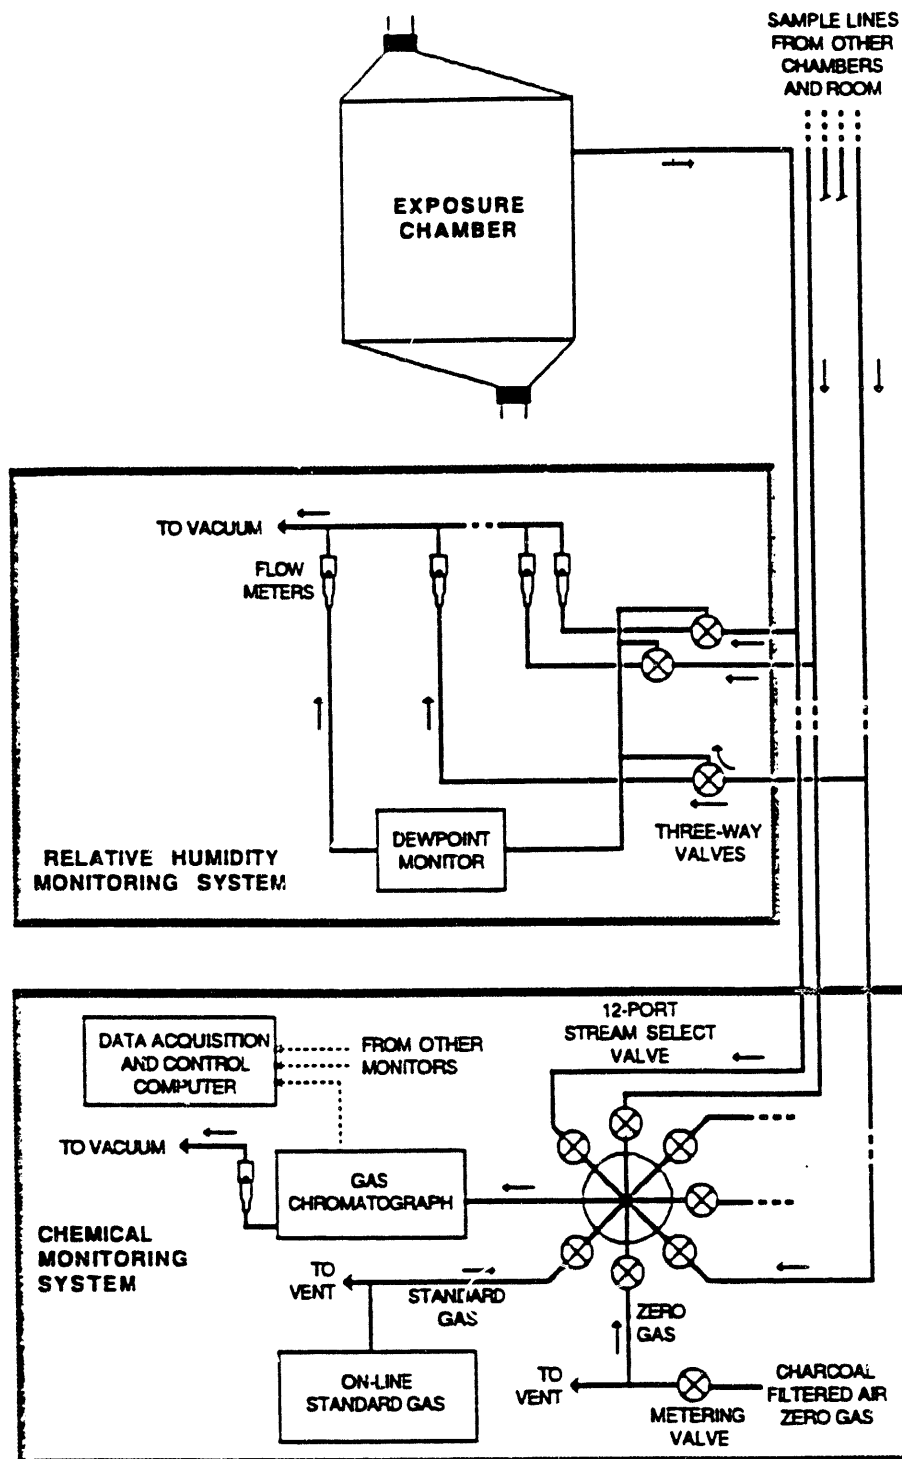 SAMPLE LINES
FROM OTHER
CHAMBERS
AND ROOM
EXPOSURE
CHAMBER
TO VACUUM
FLOW
METERS
DEWPOINT
MONITOR
THREE-WAY
VALVES
RELATIVE HUMIDITY
MONITORING SYSTEM
12-PORT
STREAM SELECT
VALVE
DATA ACQUISITION
AND CONTROL
COMPUTER
FROM OTHER
MONITORS
TO VACUUM
GAS
CHROMATOGRAPH
CHEMICAL
MONITORING
SYSTEM
TO
VENT
STANDARD
GAS
ZERO
GAS
ON-LINE
STANDARD GAS
TO
VENT
METERING
VALVE
CHARCOAL
FILTERED AIR
ZERO GAS